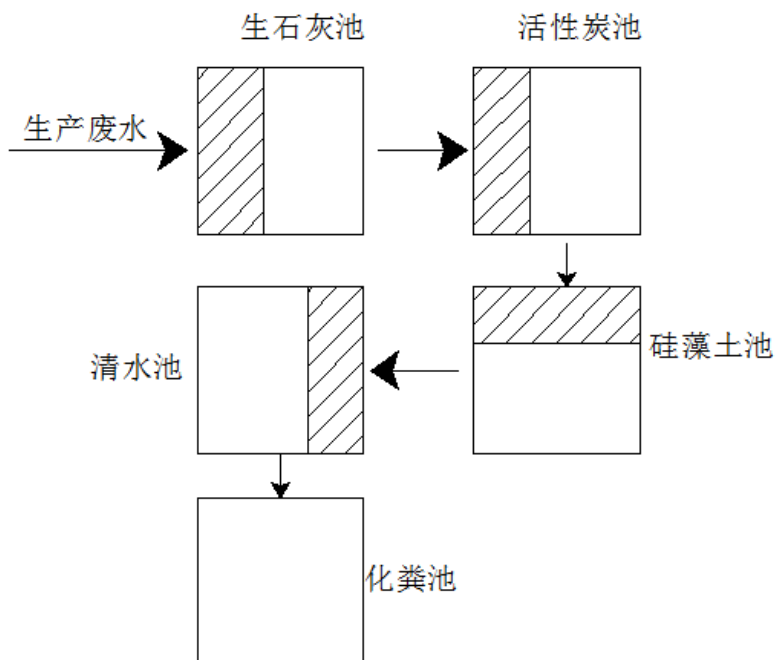 生石灰池
活性炭池
生产废水
硅藻土池
清水池
化粪池